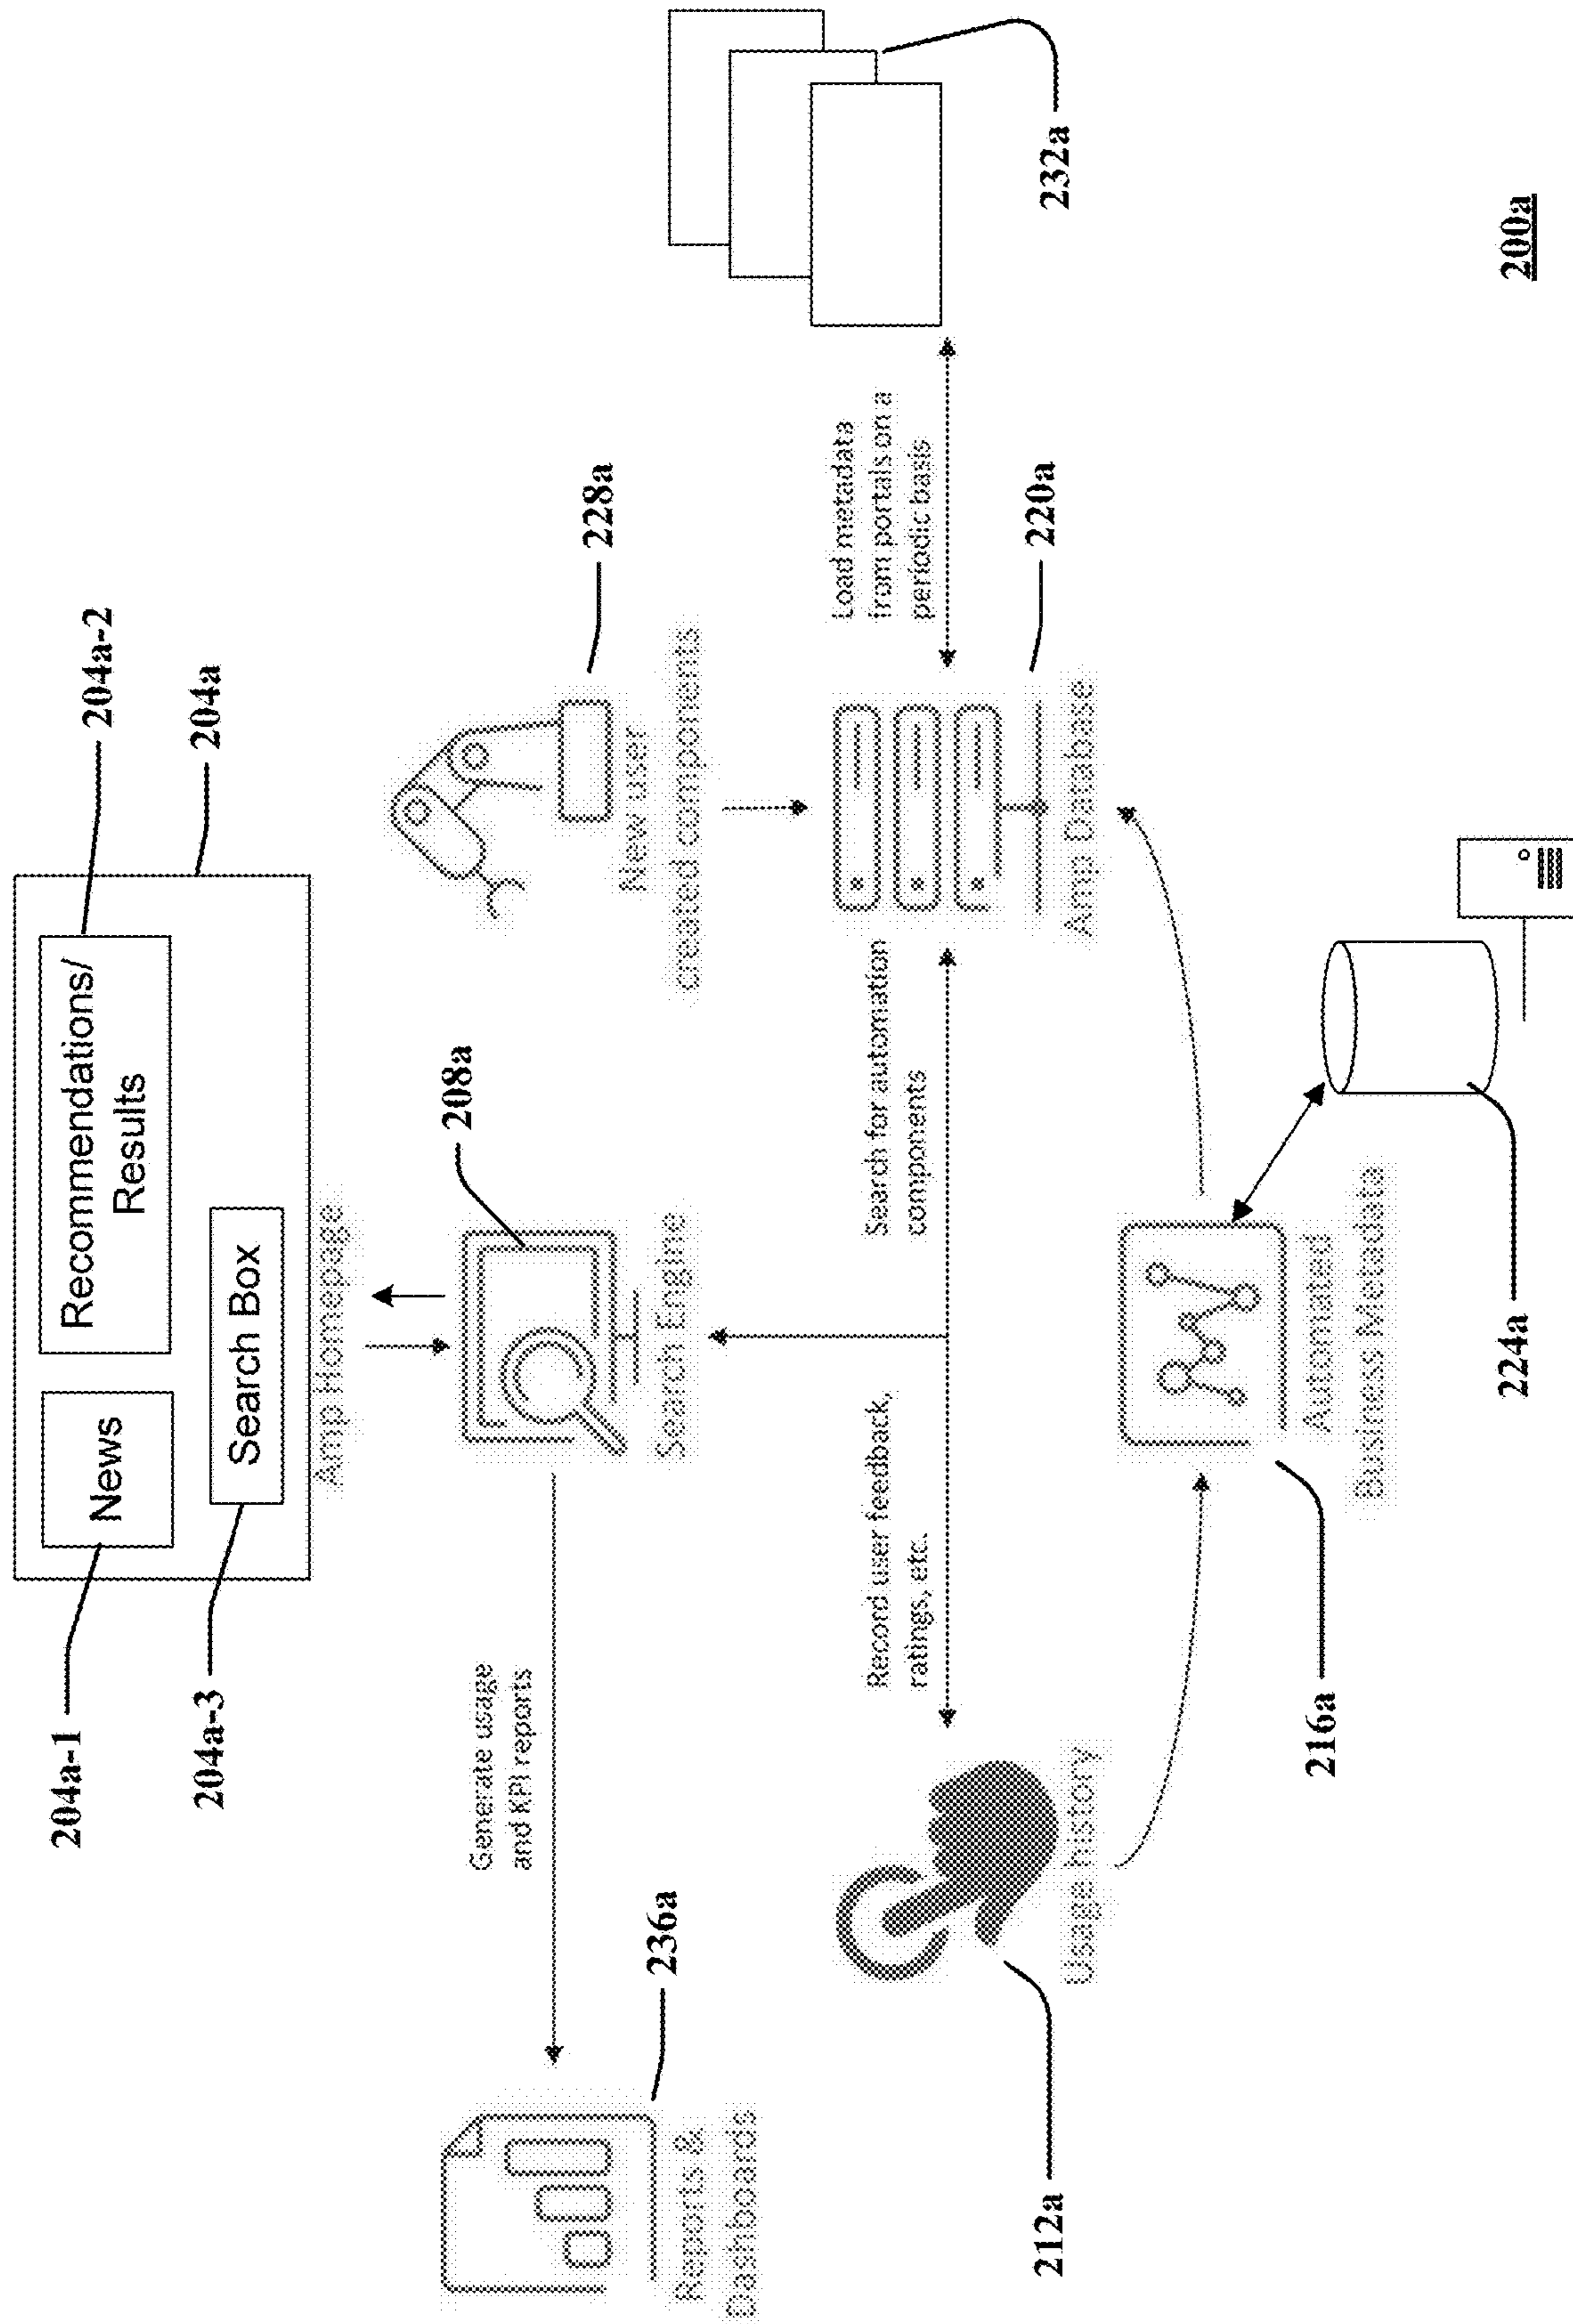 204a-1
News
Recommendations/
Results
204a-2
204a-3
Search Box
204a
Amp Homepage
Generate usage
and KPI reports
208a
228a
236a
Reports &
Dashboards
Search Engine
New user
created components
Record user feedback,
ratings, etc.
Search for automation
components
Load metadata
from portals on a
periodic basis
232a
212a
Usage history
220a
Amp Database
216a
Automated
Business Metadata
224a
200a